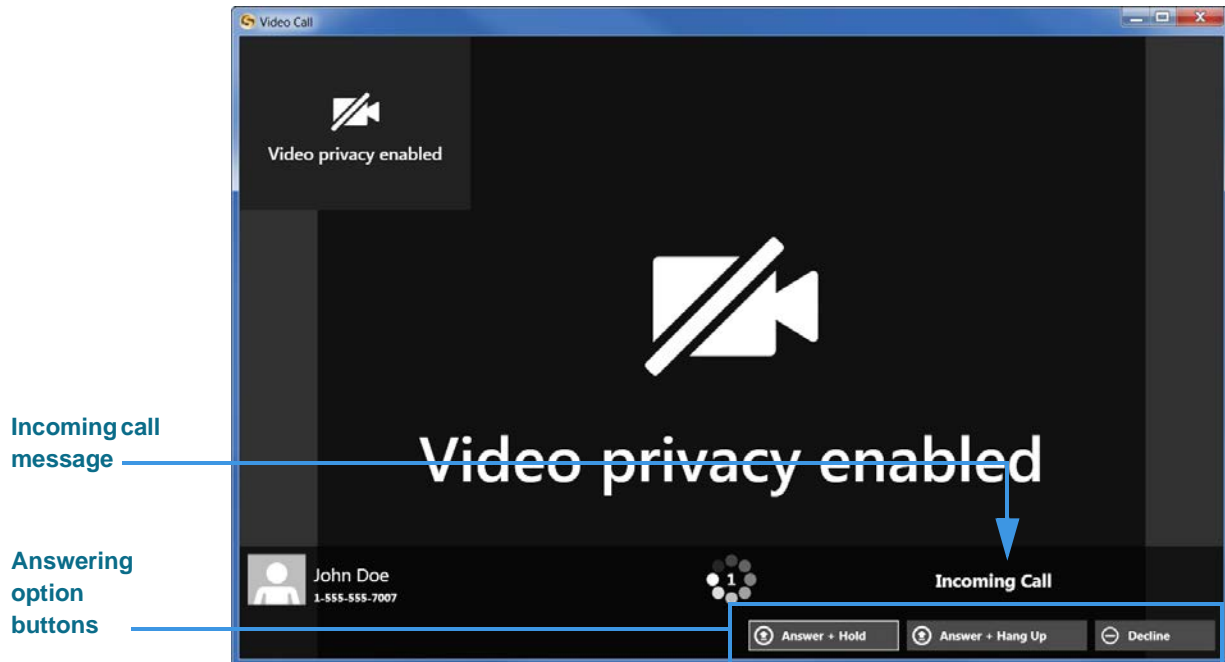 Video Call
Video privacy enabled
Incoming call
message
Video privacy enabled
Answering
option
buttons
John Doe
1-555-555-7007
1
Incoming Call
Answer + Hold
Answer + Hang Up
Decline